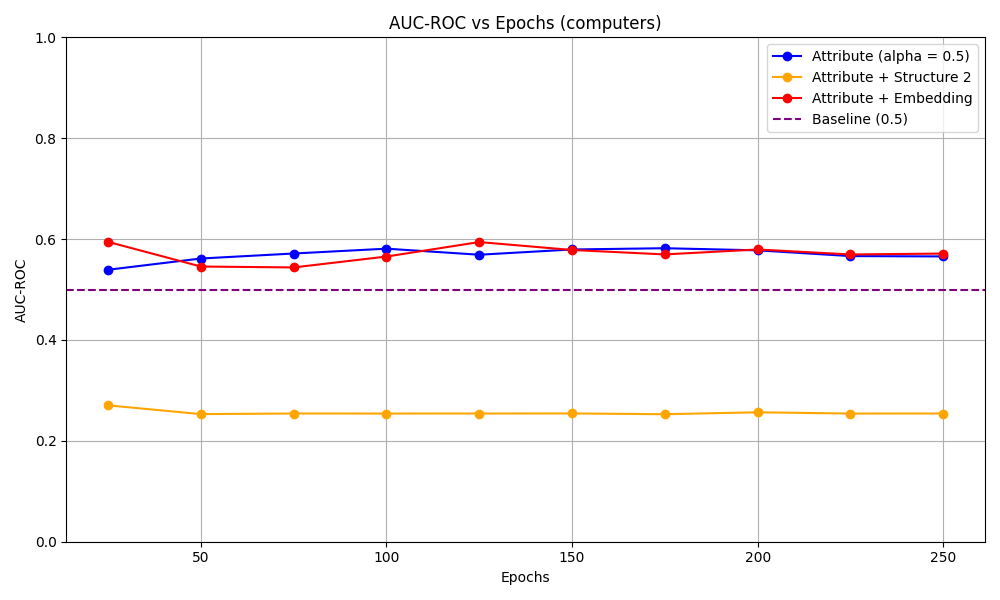 AUC-ROC vs Epochs (computers)
1.0
0.8
0.6
0.4
0.2
0.0
AUC-ROC
Attribute (alpha = 0.5)
Attribute + Structure 2
Attribute + Embedding
Baseline (0.5)
50 100 150 200 250
Epochs